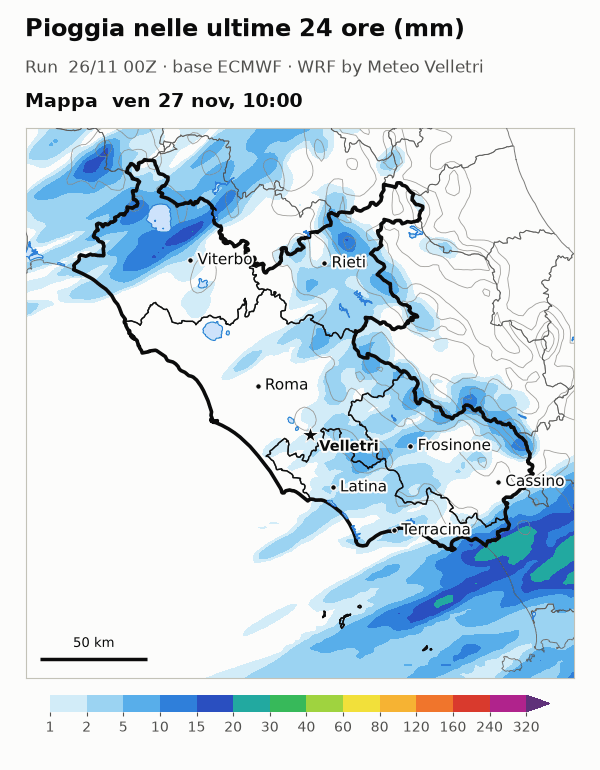 Pioggia nelle ultime 24 ore (mm)
Run  26/11 00Z · base ECMWF · WRF by Meteo Velletri
Mappa  ven 27 nov, 10:00
Viterbo
Rieti
Roma
Velletri
Frosinone
Cassino
Latina
Terracina
50 km
1 2 5 10 15 20 30 40 60 80 120 160 240 320